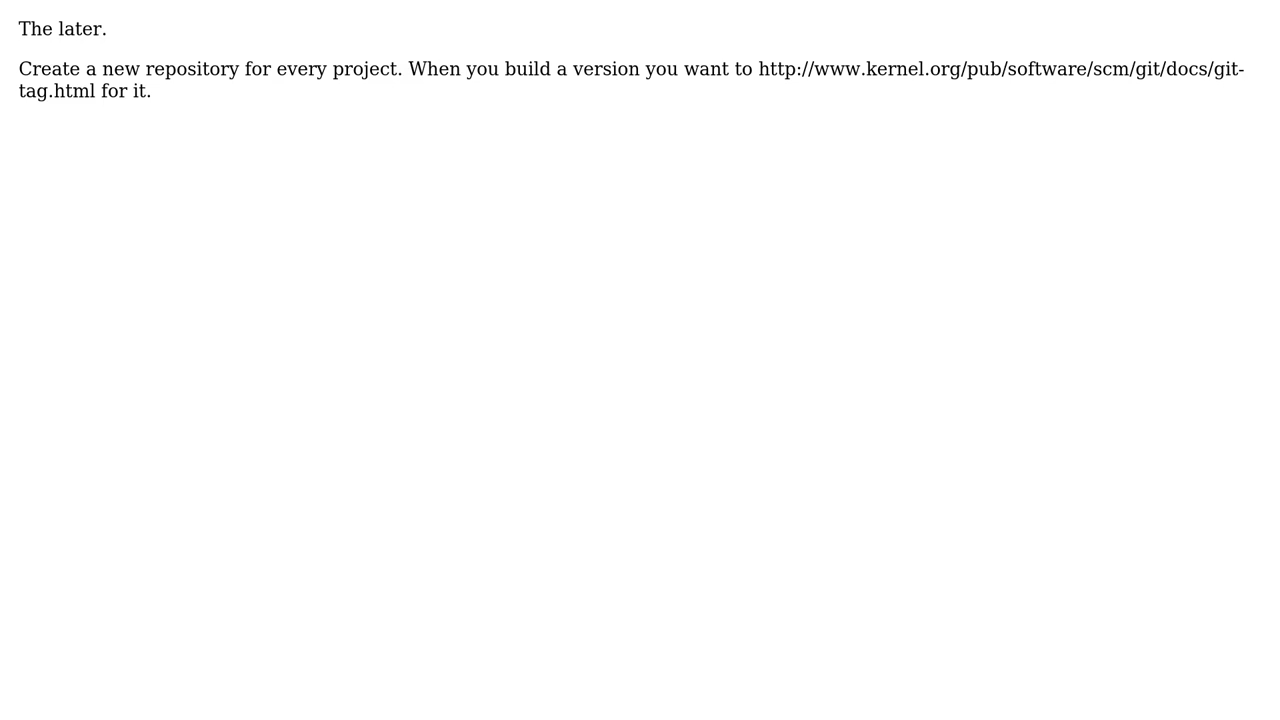 The later.
Create a new repository for every project. When you build a version you want to http://www.kernel.org/pub/software/scm/git/docs/git-
tag.html for it.